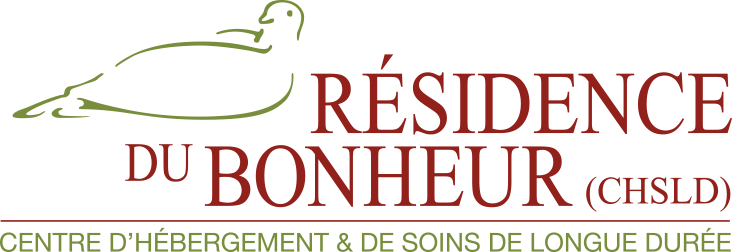 RÉSIDENCE
DU BONHEUR (CHSLD)
CENTRE D'HÉBERGEMENT & DE SOINS DE LONGUE DURÉE